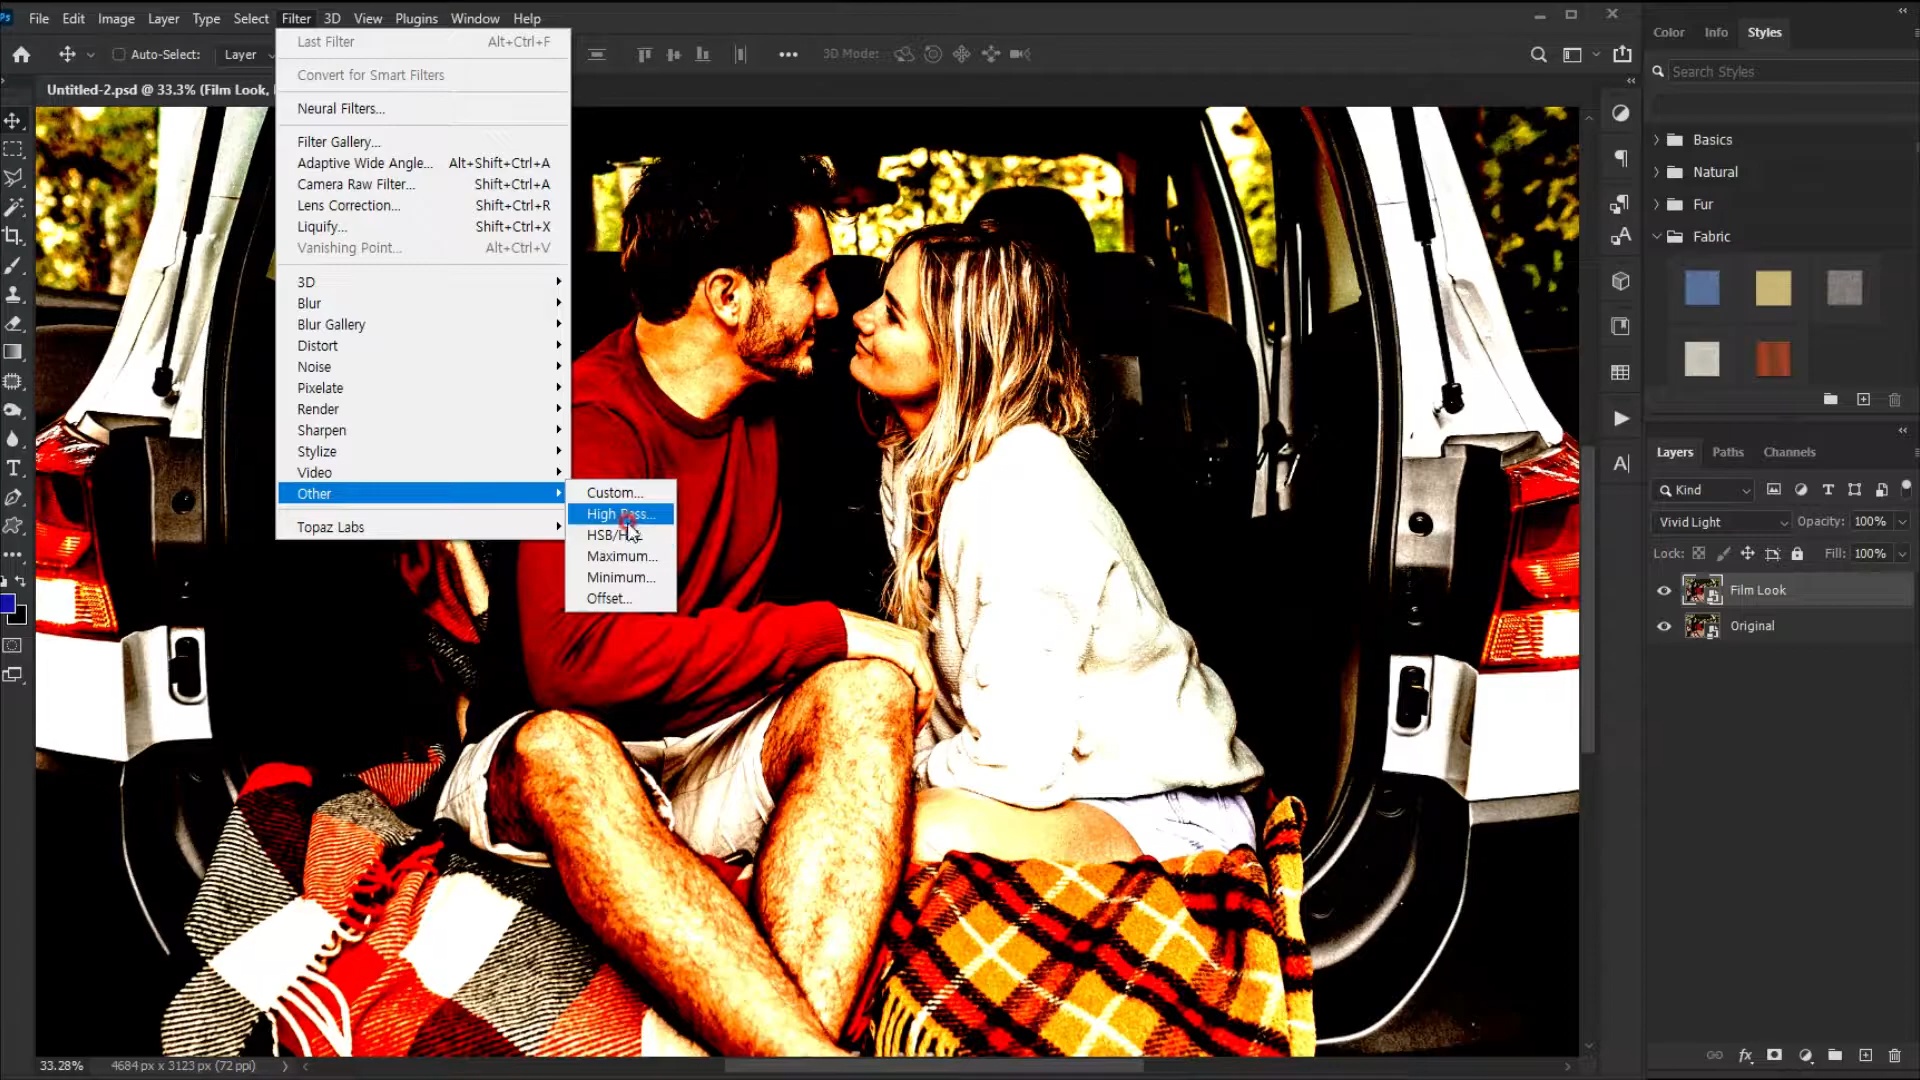 Ps File Edit Image Layer Type Select Filter 3D View Plugins Window Help
Auto-Select: Layer
3D Mode:
Untitled-2.psd @ 33.3% (Film Look,
Last Filter Alt+Ctrl+F
Convert for Smart Filters
Neural Filters...
Filter Gallery...
Adaptive Wide Angle... Alt+Shift+Ctrl+A
Camera Raw Filter... Shift+Ctrl+A
Lens Correction... Shift+Ctrl+R
Liquify... Shift+Ctrl+X
Vanishing Point... Alt+Ctrl+V
3D
Blur
Blur Gallery
Distort
Noise
Pixelate
Render
Sharpen
Stylize
Video
Other
Topaz Labs
Custom...
High Pass...
Maximum...
Minimum...
Offset...
Color Info Styles
Search Styles
Basics
Natural
Fur
Fabric
Layers Paths Channels
Kind
Vivid Light Opacity: 100%
Lock: Fill: 100%
Film Look
Original
33.28% 4684 px x 3123 px (72 ppi)